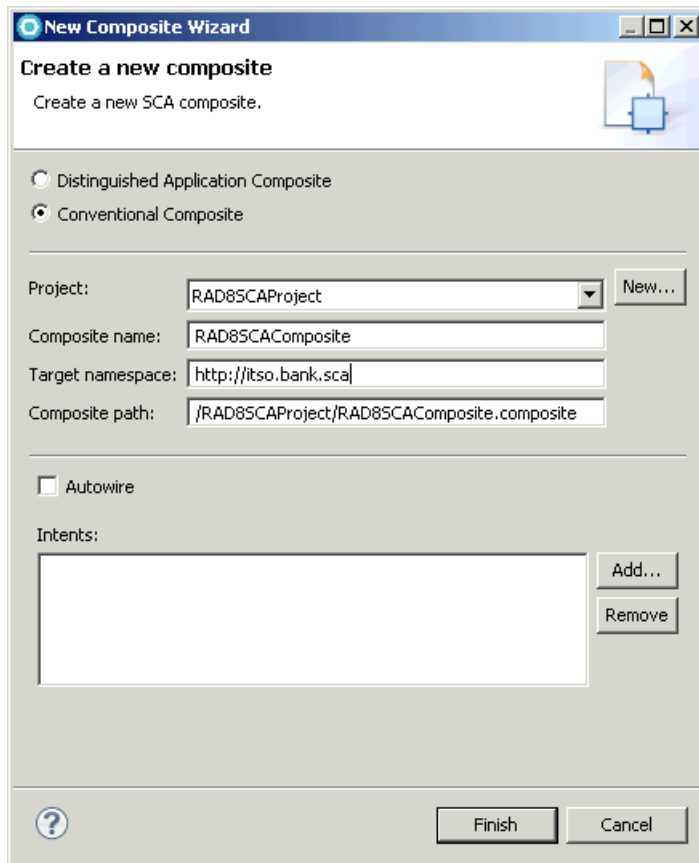 New Composite Wizard
Create a new composite
Create a new SCA composite.
Distinguished Application Composite
Conventional Composite
Project: RAD8SCAProject New...
Composite name: RAD8SCAComposite
Target namespace: http://itso.bank.sca
Composite path: /RAD8SCAProject/RAD8SCAComposite.composite
Autowire
Intents:
Add...
Remove
? Finish Cancel